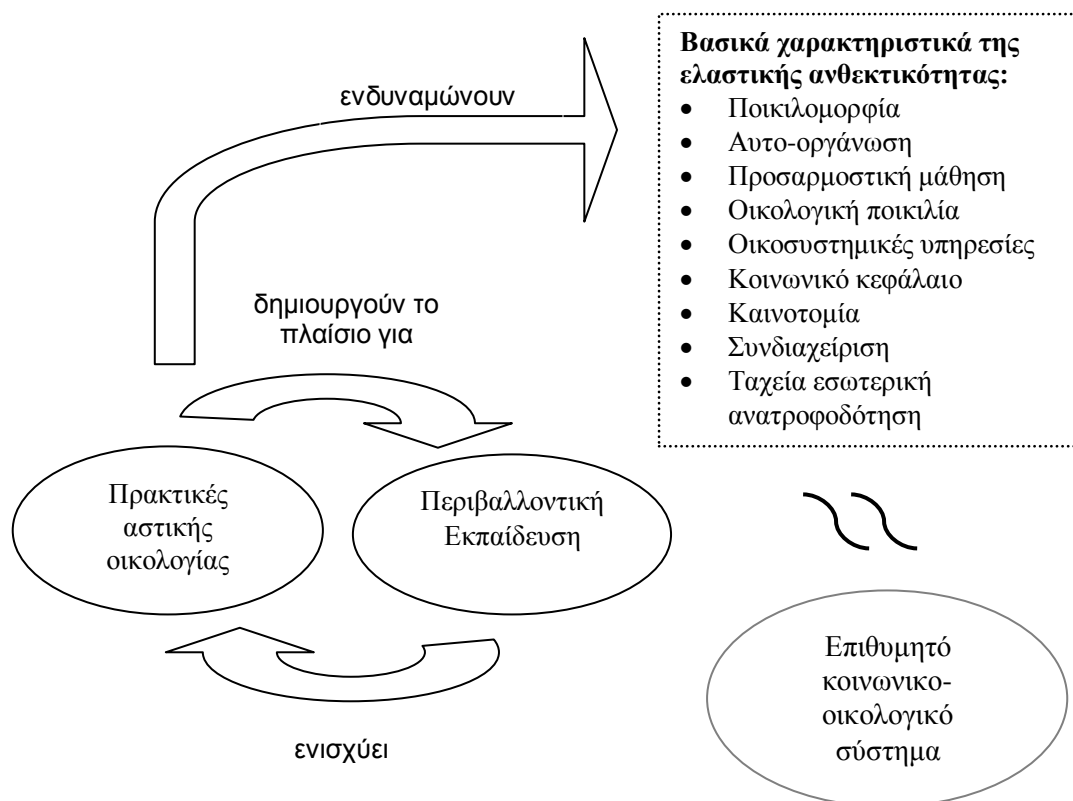 ενδυναμώνουν
Βασικά χαρακτηριστικά της
ελαστικής ανθεκτικότητας:
• Ποικιλομορφία
• Αυτο-οργάνωση
• Προσαρμοστική μάθηση
• Οικολογική ποικιλία
• Οικοσυστημικές υπηρεσίες
• Κοινωνικό κεφάλαιο
• Καινοτομία
• Συνδιαχείριση
• Ταχεία εσωτερική
ανατροφοδότηση
δημιουργούν το
πλαίσιο για
Πρακτικές
αστικής
οικολογίας
Περιβαλλοντική
Εκπαίδευση
ενισχύει
Επιθυμητό
κοινωνικο-
οικολογικό
σύστημα